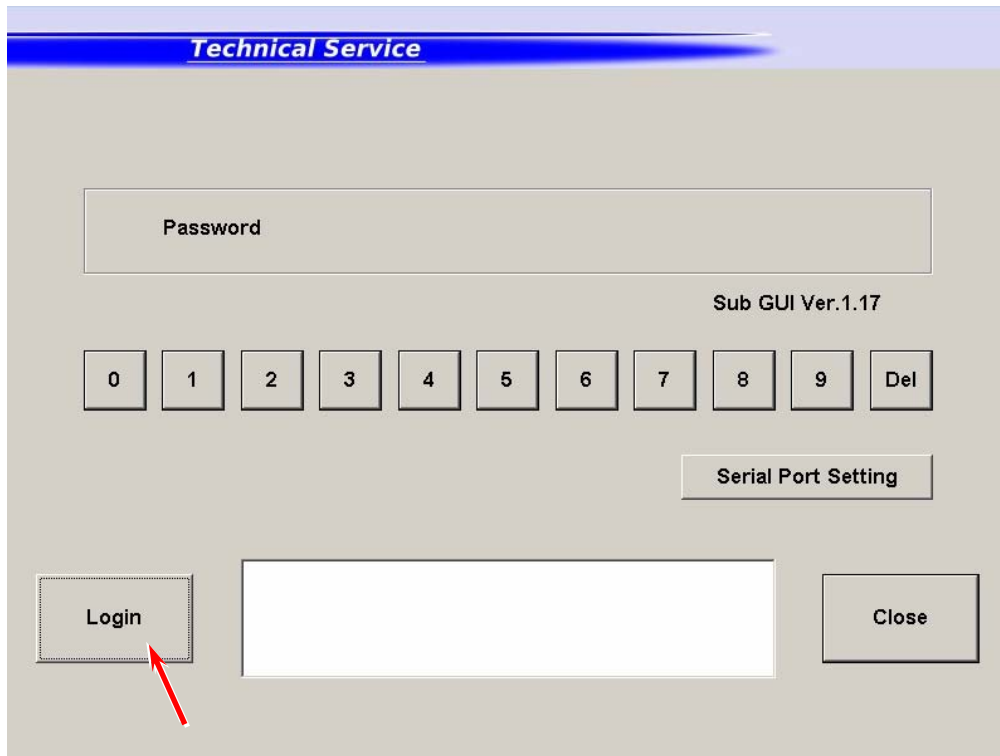 Technical Service
Password
Sub GUI Ver.1.17
0 1 2 3 4 5 6 7 8 9 Del
Serial Port Setting
Login Close